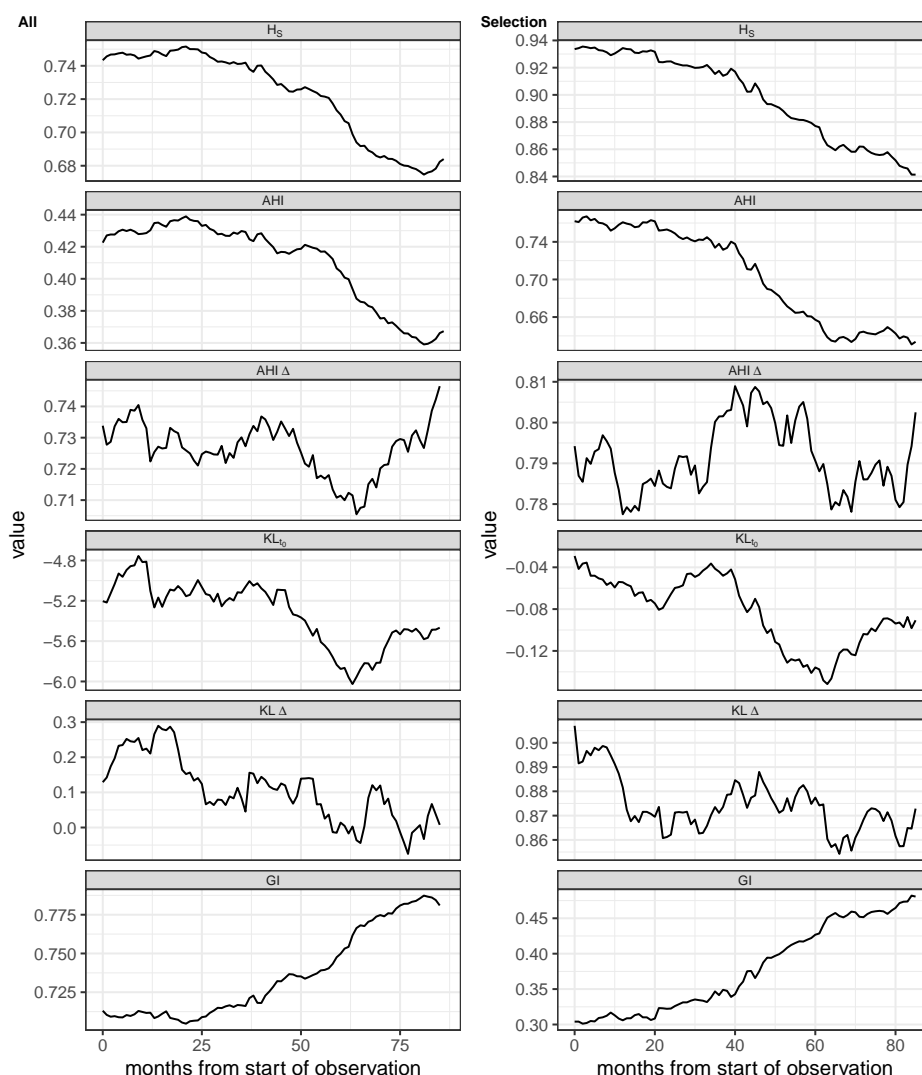 All
H_S
0.74
0.72
0.70
0.68
AHI
0.44
0.42
0.40
0.38
0.36
AHI Δ
0.74
0.73
0.72
0.71
KL_t₀
−4.8
−5.2
−5.6
−6.0
KL Δ
0.3
0.2
0.1
0.0
GI
0.775
0.750
0.725
0 25 50 75
months from start of observation
value
Selection
H_S
0.94
0.92
0.90
0.88
0.86
0.84
AHI
0.74
0.70
0.66
AHI Δ
0.81
0.80
0.79
0.78
KL_t₀
−0.04
−0.08
−0.12
KL Δ
0.90
0.89
0.88
0.87
0.86
GI
0.45
0.40
0.35
0.30
0 20 40 60 80
months from start of observation
value